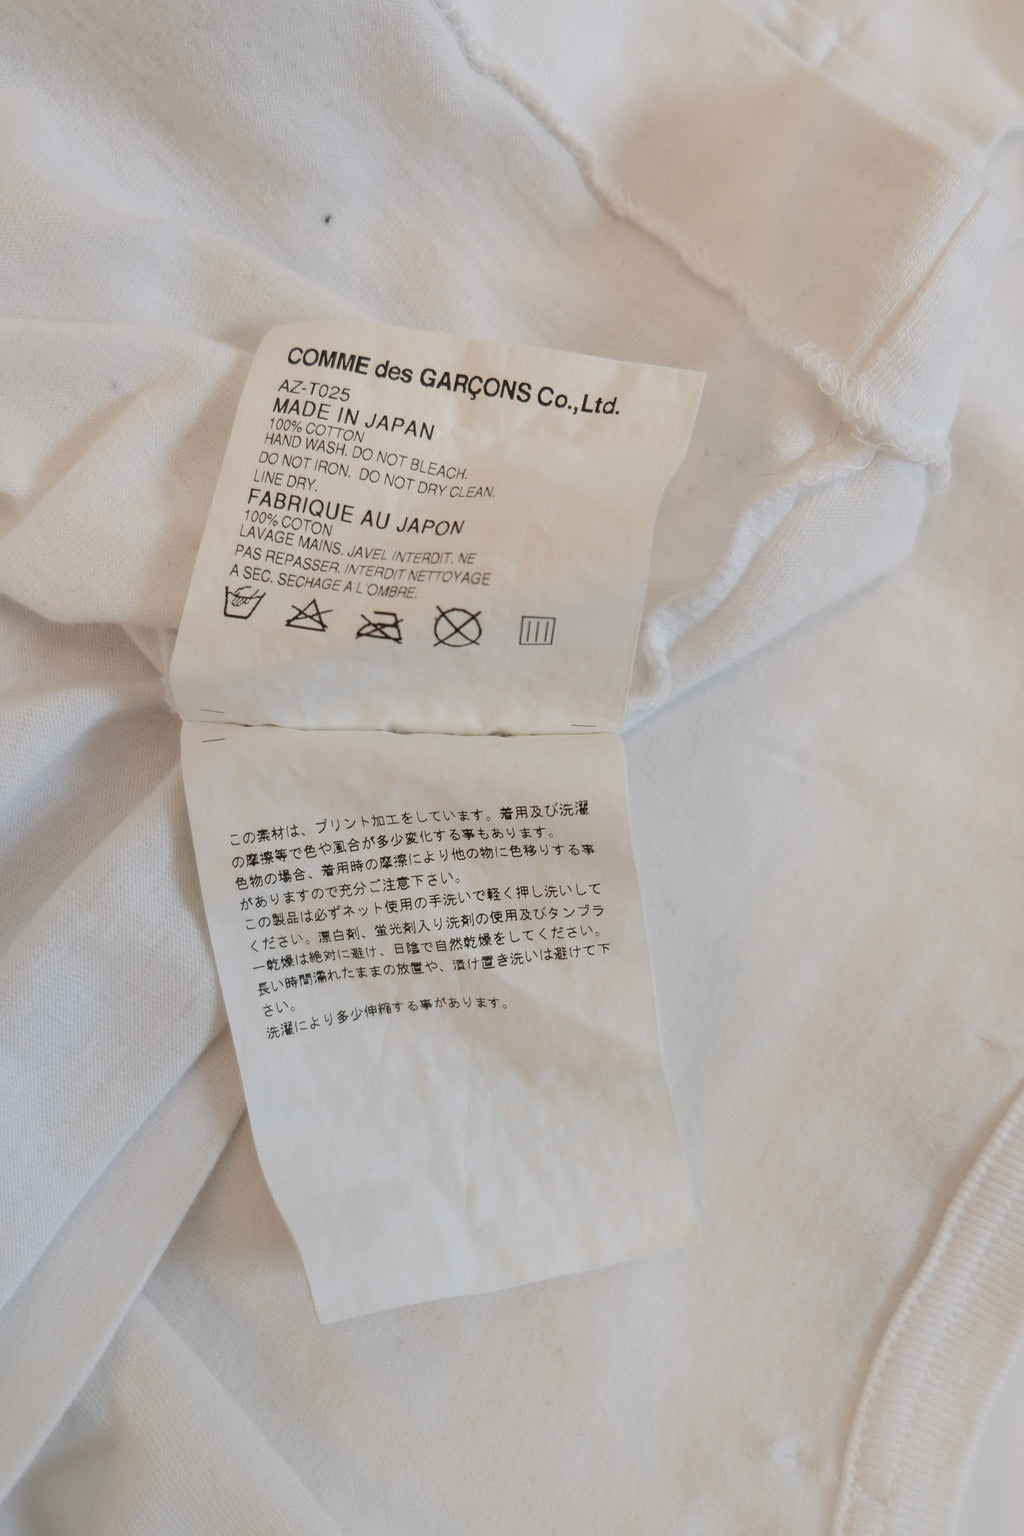 COMME des GARÇONS Co.,Ltd.
AZ-T025
MADE IN JAPAN
100% COTTON
HAND WASH. DO NOT BLEACH.
DO NOT IRON. DO NOT DRY CLEAN.
LINE DRY.
FABRIQUE AU JAPON
100% COTON
LAVAGE MAINS. JAVEL INTERDIT. NE
PAS REPASSER. INTERDIT NETTOYAGE
A SEC. SECHAGE A L'OMBRE.
この素材は、プリント加工をしています。着用及び洗濯
の摩擦等で色や風合が多少変化する事もあります。
色物の場合、着用時の摩擦により他の物に色移りする事
がありますので充分ご注意下さい。
この製品は必ずネット使用の手洗いで軽く押し洗いして
ください。漂白剤、蛍光剤入り洗剤の使用及びタンブラ
ー乾燥は絶対に避け、日陰で自然乾燥をしてください。
長い時間濡れたままの放置や、漬け置き洗いは避けて下
さい。
洗濯により多少伸縮する事があります。